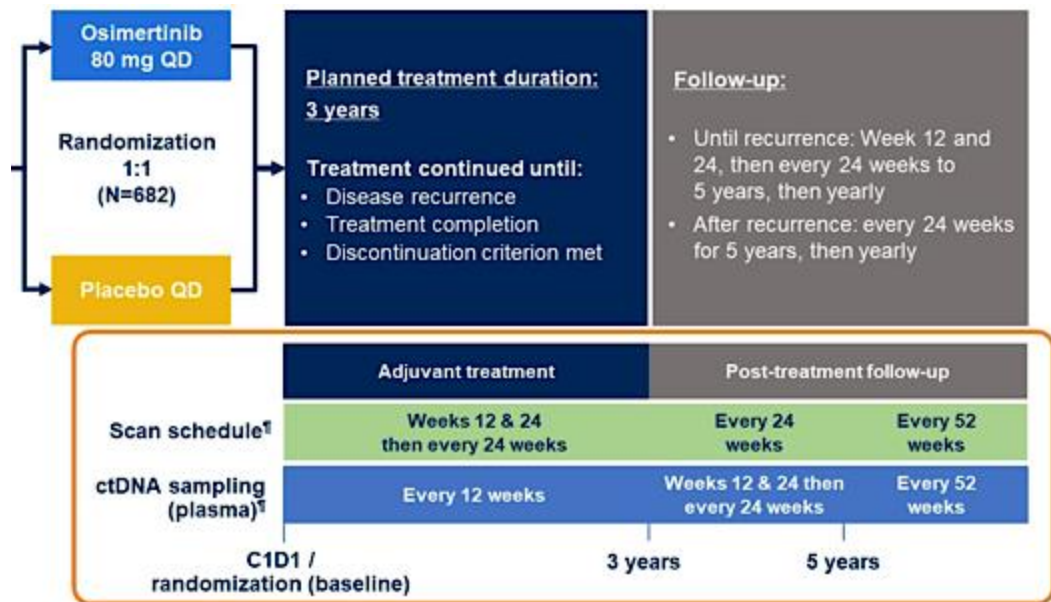 Osimertinib
80 mg QD
Randomization
1:1
(N=682)
Placebo QD
Planned treatment duration:
3 years
Treatment continued until:
• Disease recurrence
• Treatment completion
• Discontinuation criterion met
Follow-up:
• Until recurrence: Week 12 and
24, then every 24 weeks to
5 years, then yearly
• After recurrence: every 24 weeks
for 5 years, then yearly
Adjuvant treatment
Post-treatment follow-up
Scan schedule¶
Weeks 12 & 24
then every 24 weeks
Every 24
weeks
Every 52
weeks
ctDNA sampling
(plasma)¶
Every 12 weeks
Weeks 12 & 24 then
every 24 weeks
Every 52
weeks
C1D1 /
randomization (baseline)
3 years
5 years